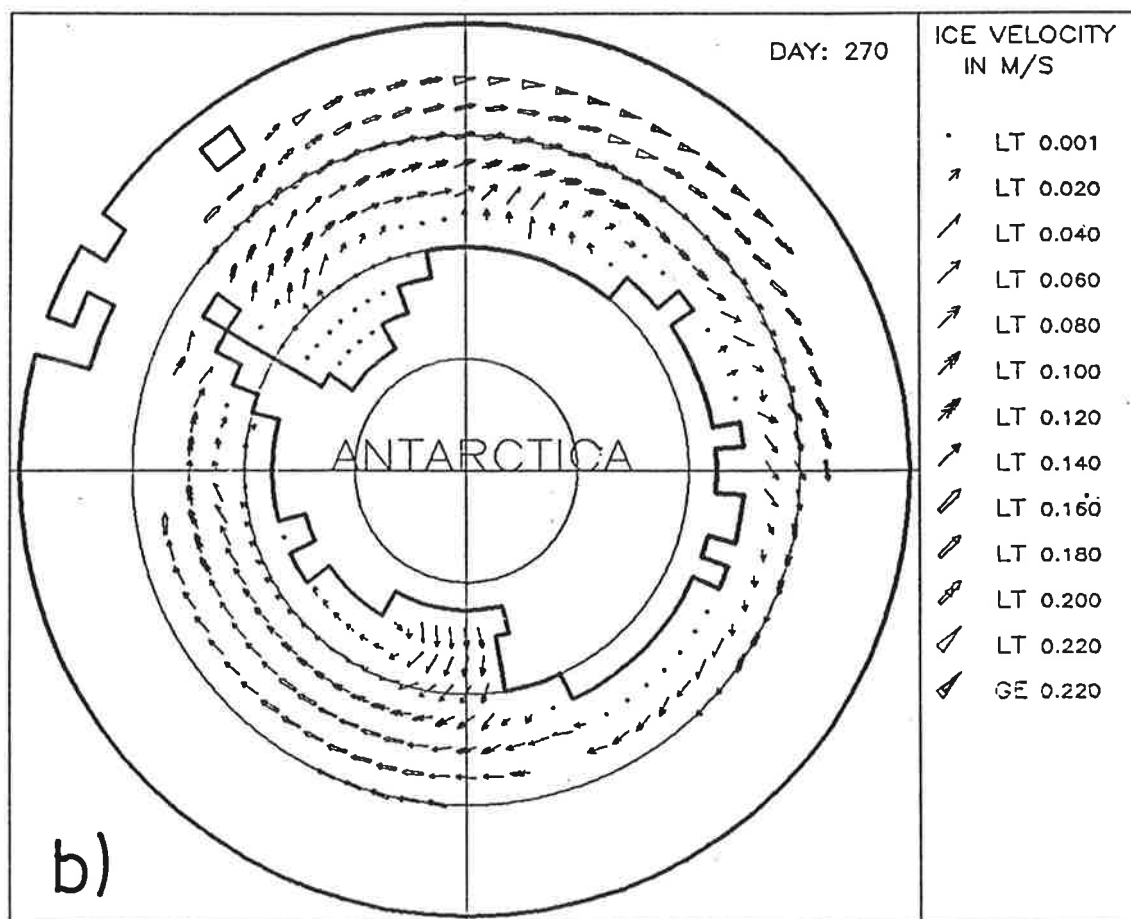 DAY: 270
ICE VELOCITY
IN M/S
LT 0.001
LT 0.020
LT 0.040
LT 0.060
LT 0.080
LT 0.100
LT 0.120
LT 0.140
LT 0.160
LT 0.180
LT 0.200
LT 0.220
GE 0.220
ANTARCTICA
b)